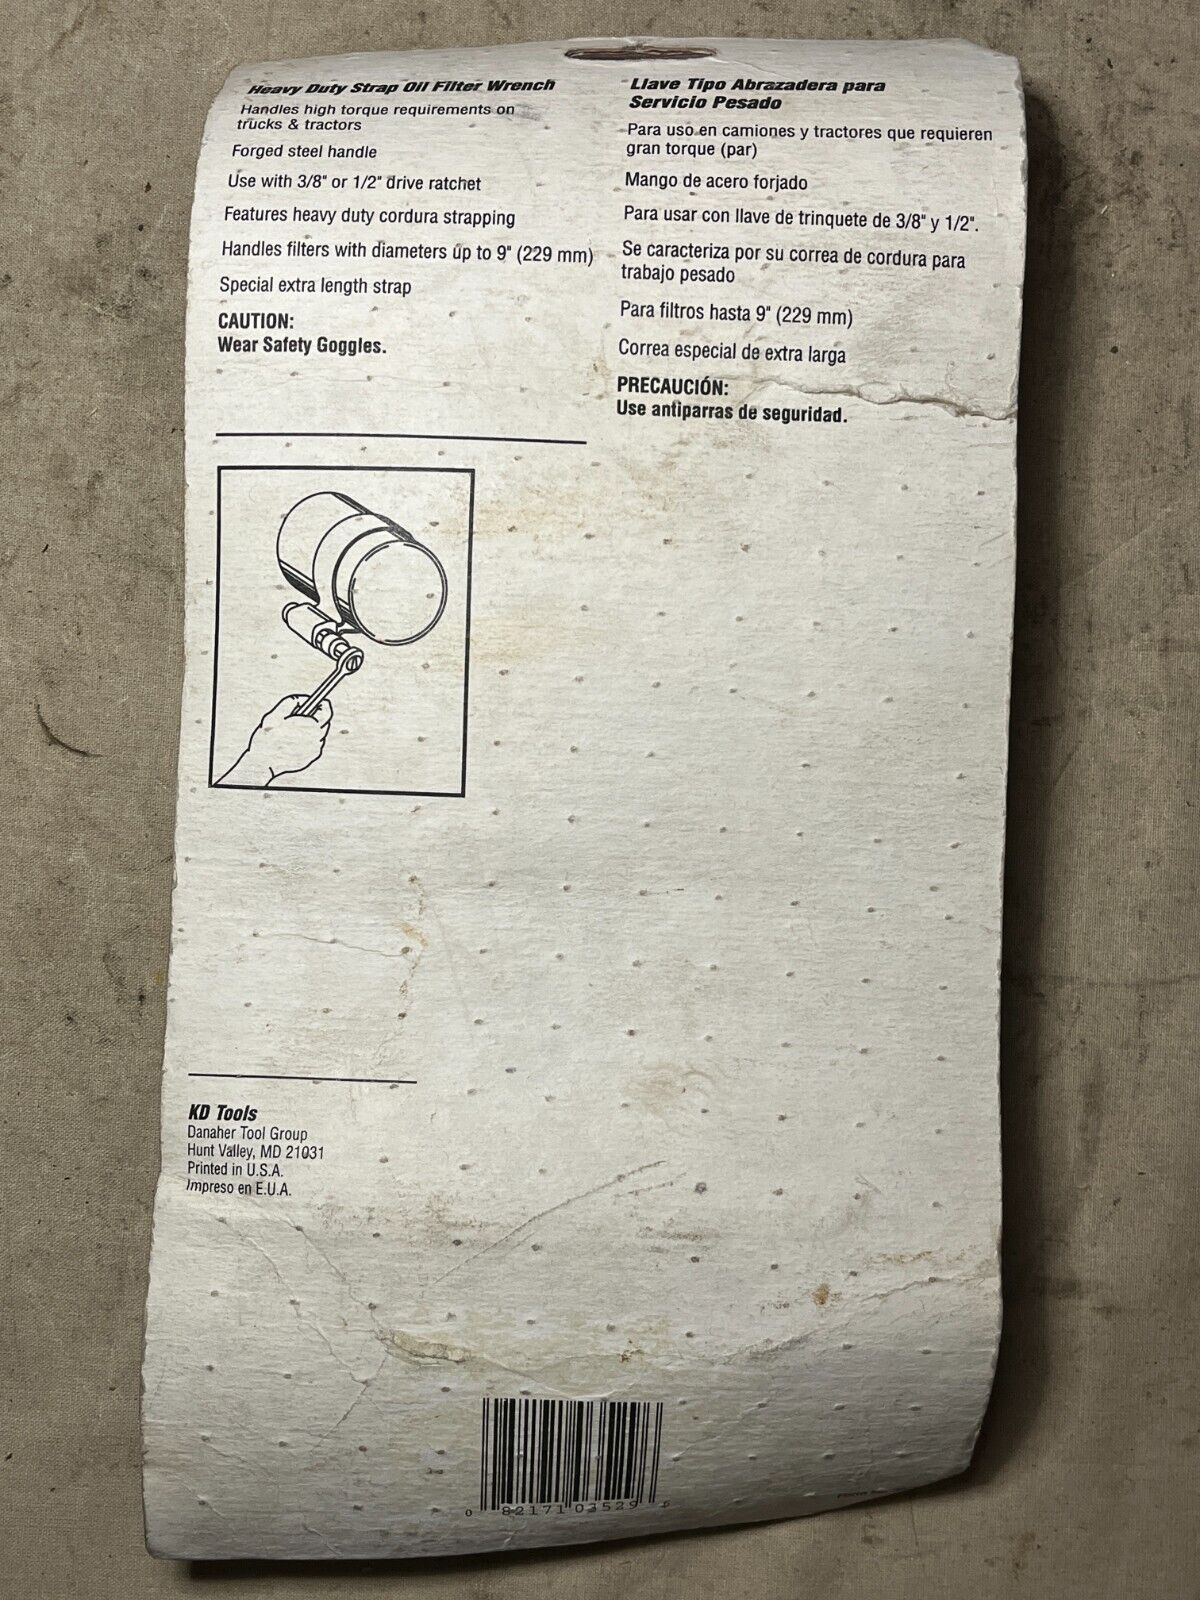 Heavy Duty Strap Oil Filter Wrench
Handles high torque requirements on
trucks & tractors
Forged steel handle
Use with 3/8" or 1/2" drive ratchet
Features heavy duty cordura strapping
Handles filters with diameters up to 9" (229 mm)
Special extra length strap
CAUTION:
Wear Safety Goggles.
Llave Tipo Abrazadera para
Servicio Pesado
Para uso en camiones y tractores que requieren
gran torque (par)
Mango de acero forjado
Para usar con llave de trinquete de 3/8" y 1/2".
Se caracteriza por su correa de cordura para
trabajo pesado
Para filtros hasta 9" (229 mm)
Correa especial de extra larga
PRECAUCIÓN:
Use antiparras de seguridad.
KD Tools
Danaher Tool Group
Hunt Valley, MD 21031
Printed in U.S.A.
Impreso en E.U.A.
0 82171 03529